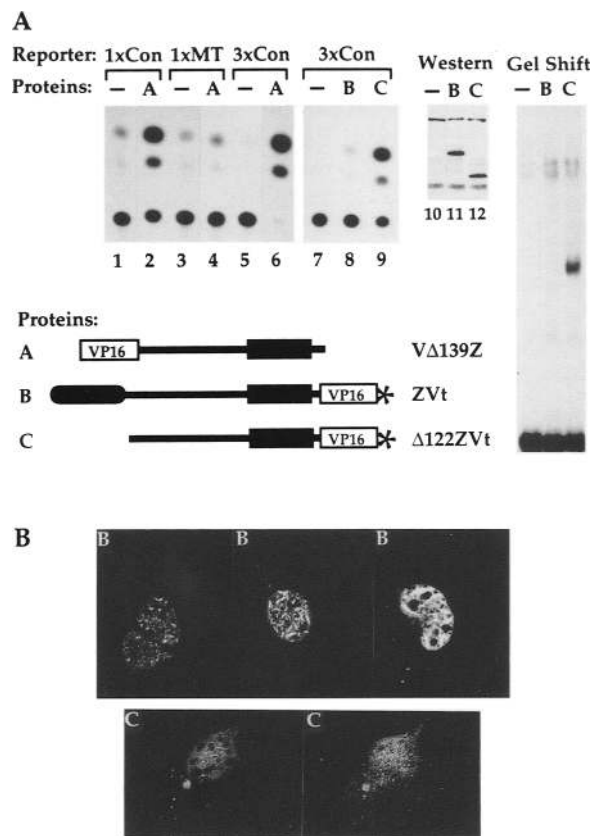 A
Reporter: 1xCon 1xMT 3xCon 3xCon Western Gel Shift
Proteins: – A – A – A – B C – B C – B C
1 2 3 4 5 6 7 8 9 10 11 12
Proteins:
A VP16 VΔ139Z
B VP16 ZVt
C VP16 Δ122ZVt
B
B B B
C C